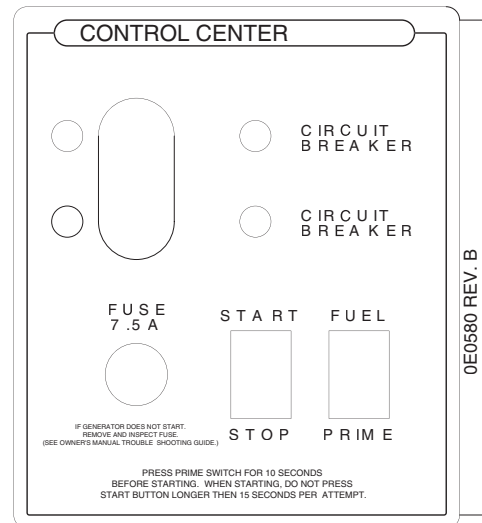 CONTROL CENTER
CIRCUIT
BREAKER
CIRCUIT
BREAKER
0E0580 REV. B
FUSE
7.5A
START
FUEL
IF GENERATOR DOES NOT START.
REMOVE AND INSPECT FUSE.
(SEE OWNER'S MANUAL TROUBLE SHOOTING GUIDE.)
STOP
PRIME
PRESS PRIME SWITCH FOR 10 SECONDS
BEFORE STARTING. WHEN STARTING, DO NOT PRESS
START BUTTON LONGER THEN 15 SECONDS PER ATTEMPT.